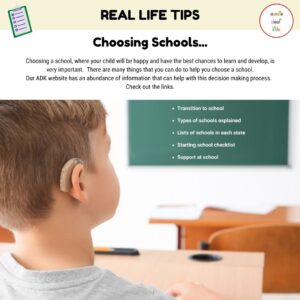 REAL LIFE TIPS
Choosing Schools...
Choosing a school, where your child will be happy and have the best chances to learn and develop, is
very important. There are many things that you can do to help you choose a school.
Our ADK website has an abundance of information that can help with this decision making process.
Check out the links.
• Transition to school
• Types of schools explained
• Lists of schools in each state
• Starting school checklist
• Support at school